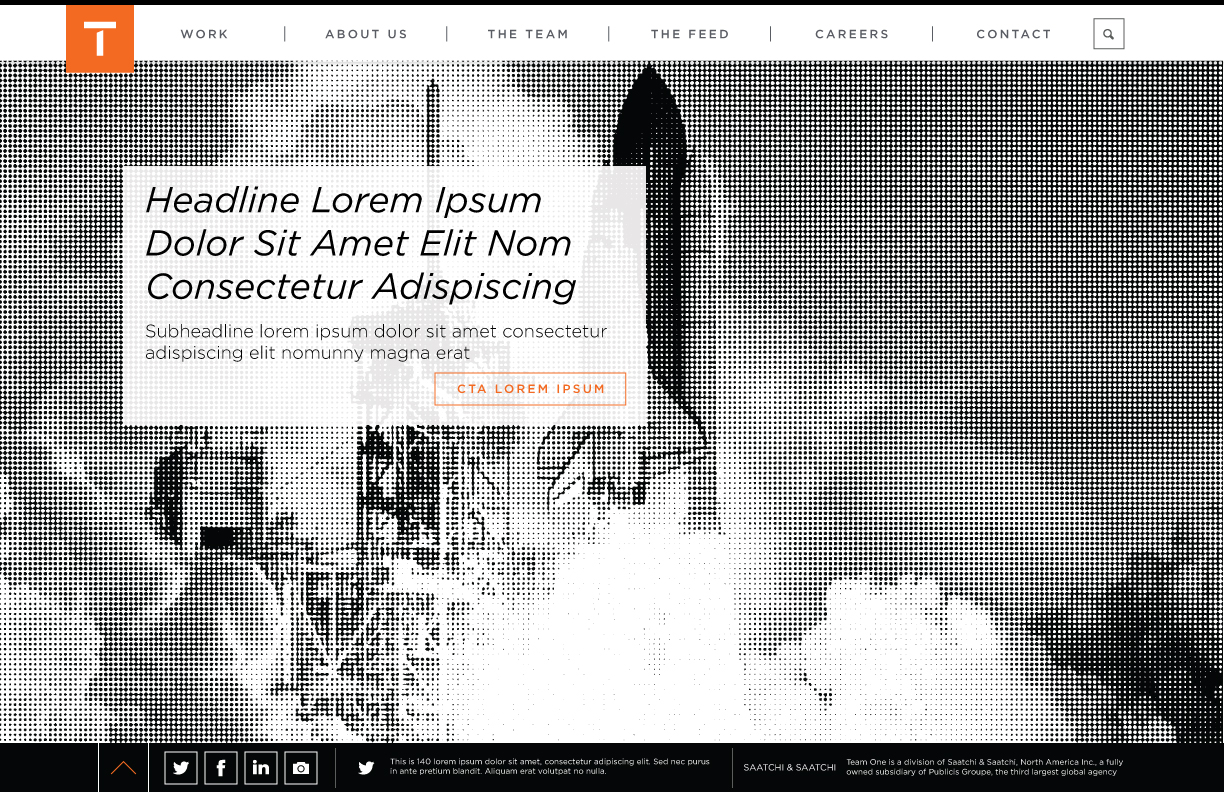 T
WORK
ABOUT US
THE TEAM
THE FEED
CAREERS
CONTACT
Headline Lorem Ipsum
Dolor Sit Amet Elit Nom
Consectetur Adispiscing
Subheadline lorem ipsum dolor sit amet consectetur
adispiscing elit nomunny magna erat
CTA LOREM IPSUM
f
in
This is 140 lorem ipsum dolor sit amet, consectetur adipiscing elit. Sed nec purus
in ante pretium blandit. Aliquam erat volutpat no nulla.
SAATCHI & SAATCHI
Team One is a division of Saatchi & Saatchi, North America Inc., a fully
owned subsidiary of Publicis Groupe, the third largest global agency